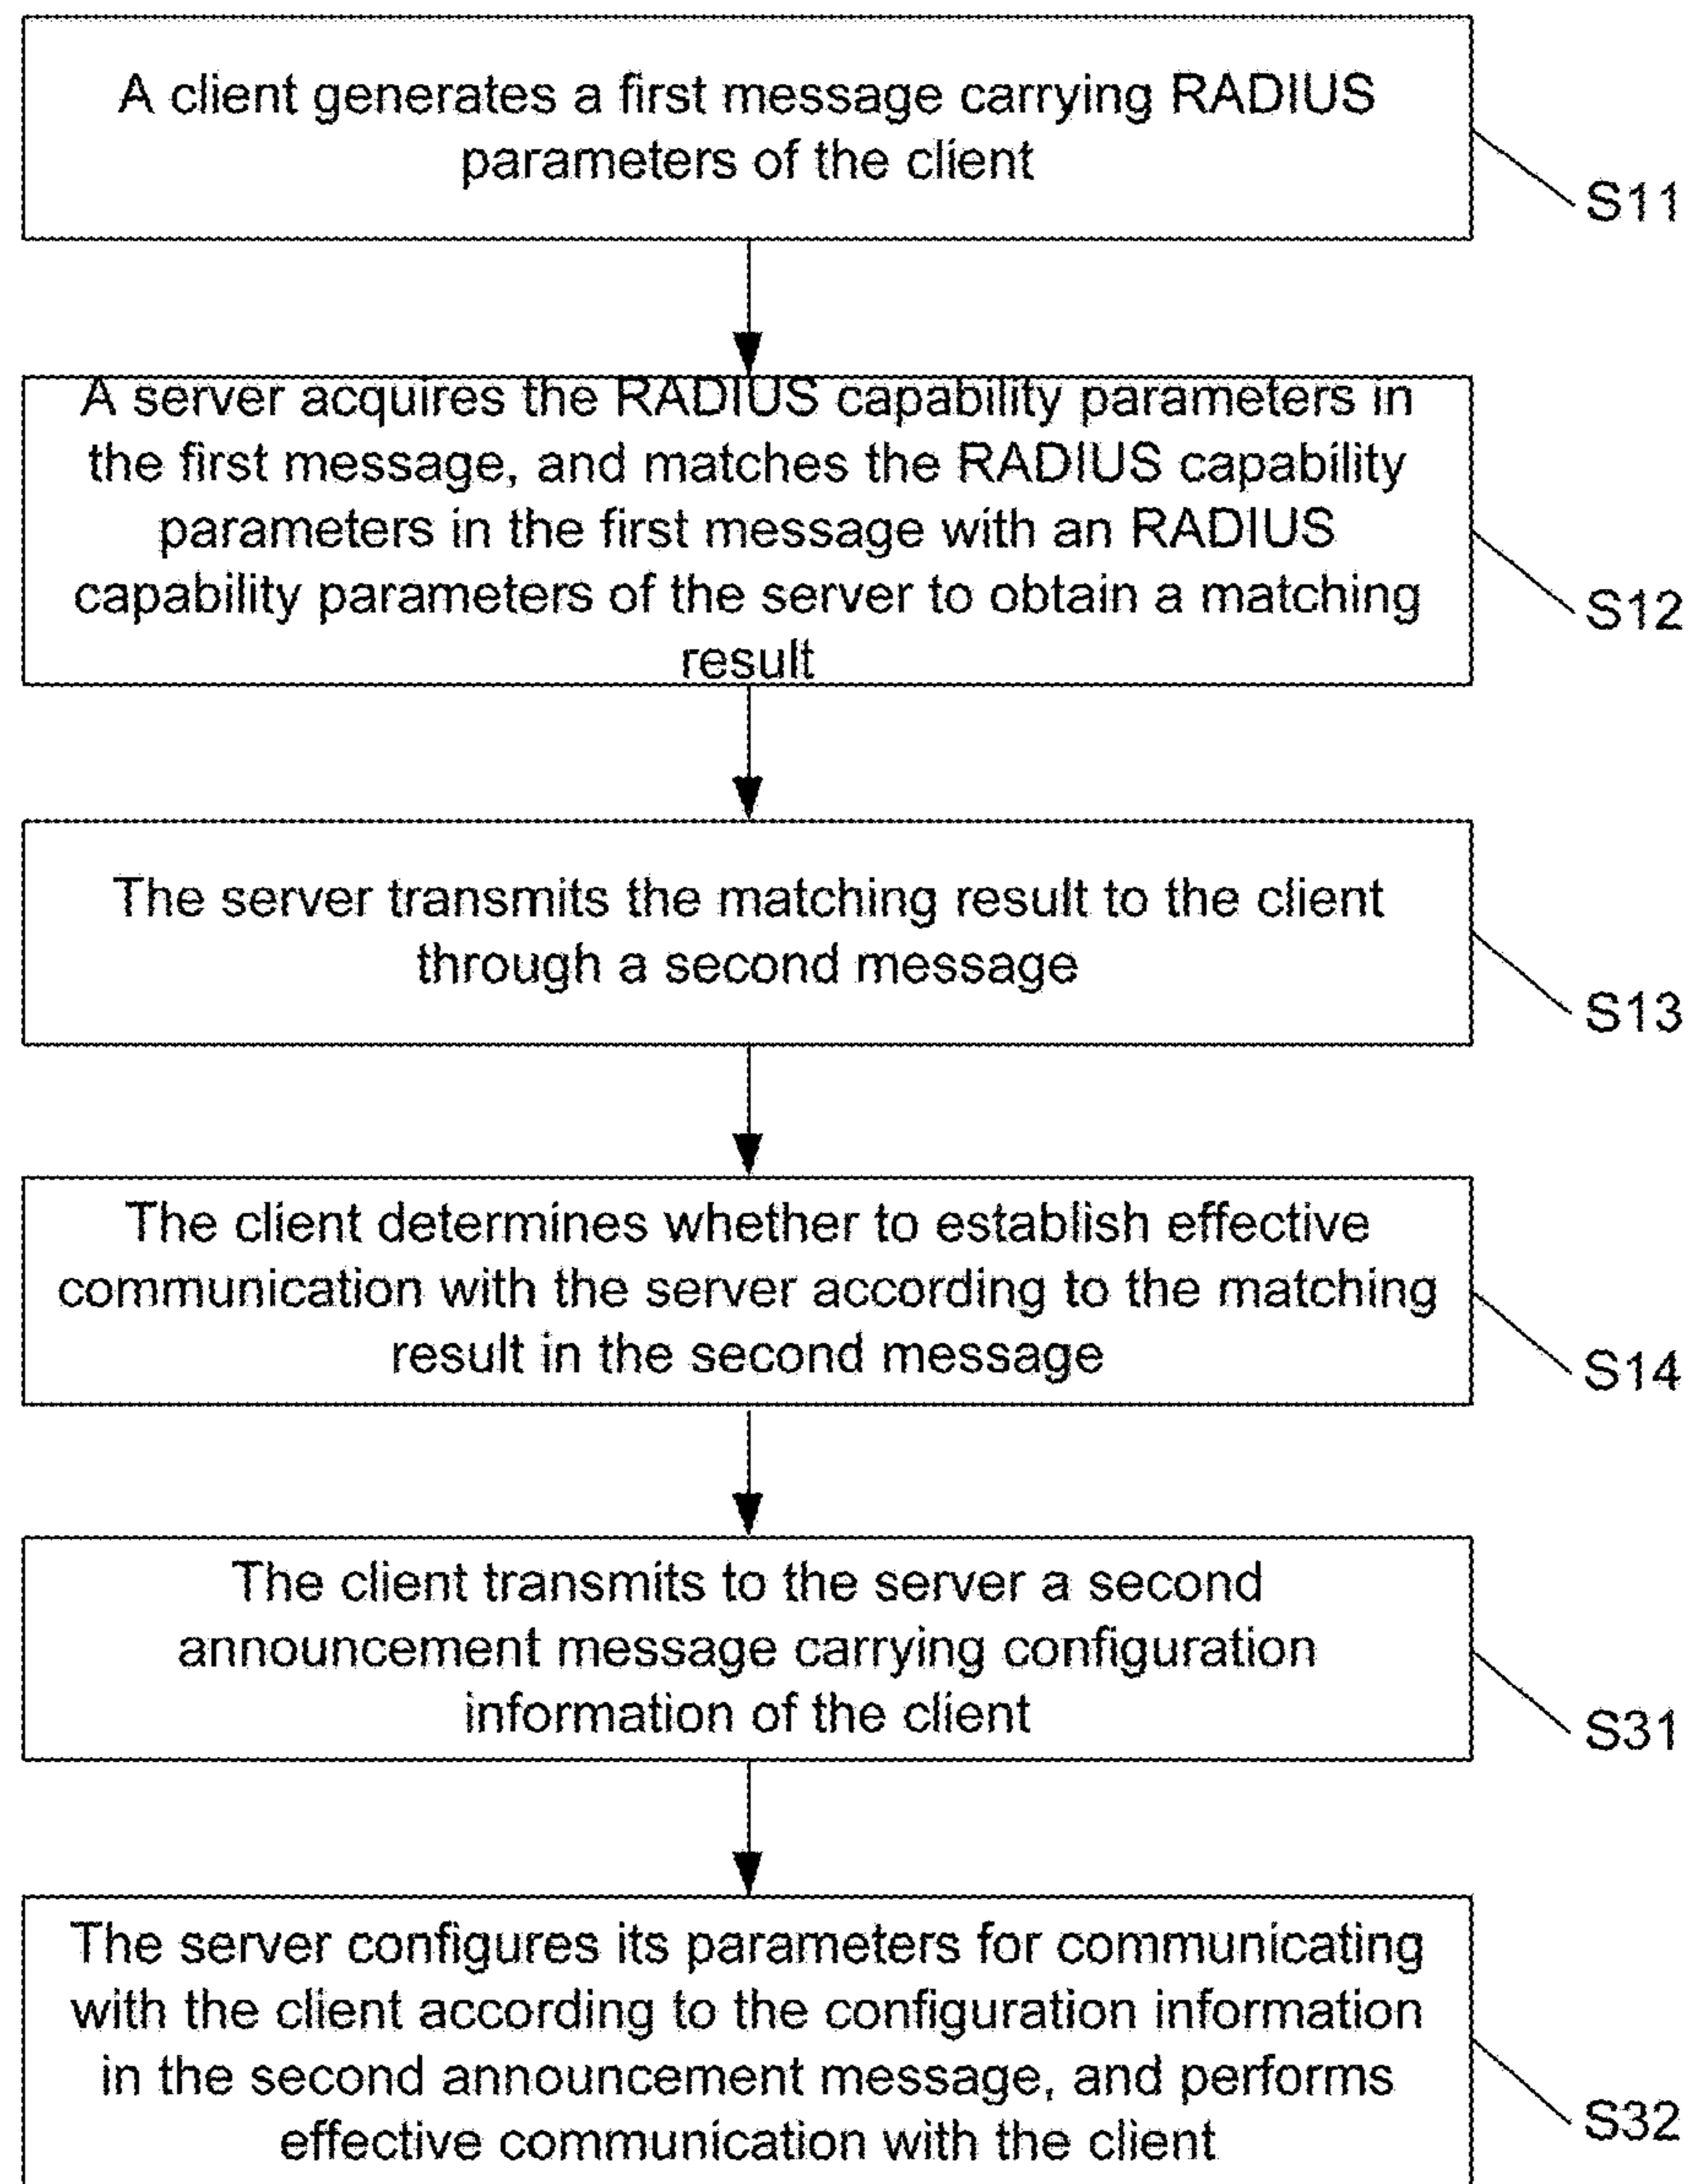 A client generates a first message carrying RADIUS
parameters of the client
S11
A server acquires the RADIUS capability parameters in
the first message, and matches the RADIUS capability
parameters in the first message with an RADIUS
capability parameters of the server to obtain a matching
result
S12
The server transmits the matching result to the client
through a second message
S13
The client determines whether to establish effective
communication with the server according to the matching
result in the second message
S14
The client transmits to the server a second
announcement message carrying configuration
information of the client
S31
The server configures its parameters for communicating
with the client according to the configuration information
in the second announcement message, and performs
effective communication with the client
S32